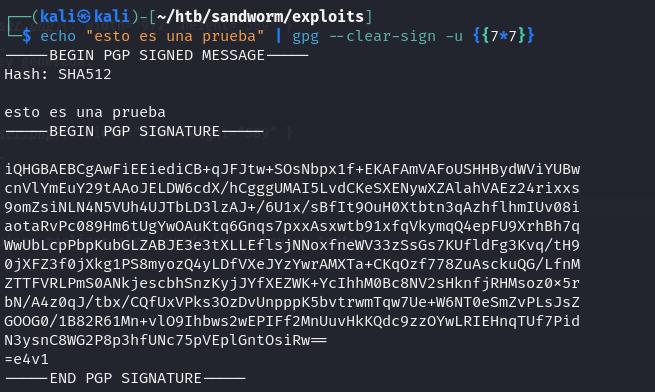 ┌──(kali㉿kali)-[~/htb/sandworm/exploits]
└─$ echo "esto es una prueba" | gpg --clear-sign -u {{7*7}}
-----BEGIN PGP SIGNED MESSAGE-----
Hash: SHA512

esto es una prueba
-----BEGIN PGP SIGNATURE-----

iQHGBAEBCgAwFiEEiediCB+qJFJtw+SOsNbpx1f+EKAFAmVAFoUSHHBydWViYUBw
cnVlYmEuY29tAAoJELDW6cdX/hCgggUMAI5LvdCKeSXENywXZAlahVAEz24rixxs
9omZsiNLN4N5VUh4UJTbLD3lzAJ+/6U1x/sBfIt9OuH0Xtbtn3qAzhflhmIUv08i
aotaRvPc089Hm6tUgYwOAuKtq6Gnqs7pxxAsxwtb91xfqVkymqQ4epFU9XrhBh7q
WwUbLcpPbpKubGLZABJE3e3tXLLEflsjNNoxfneWV33zSsGs7KUfldFg3Kvq/tH9
0jXFZ3f0jXkg1PS8myozQ4yLDfVXeJYzYwrAMXTa+CKqOzf778ZuAsckuQG/LfnM
ZTTFVRLPmS0ANkjescbhSnzKyjJYfXEZWK+YcIhhM0Bc8NV2sHknfjRHMsoz0×5r
bN/A4z0qJ/tbx/CQfUxVPks3OzDvUnpppK5bvtrwmTqw7Ue+W6NT0eSmZvPLsJsZ
GOOG0/1B82R61Mn+vlO9Ihbws2wEPIFf2MnUuvHkKQdc9zzOYwLRIEHnqTUf7Pid
N3ysnC8WG2P8p3hfUNc75pVEplGntOsiRw==
=e4v1
-----END PGP SIGNATURE-----